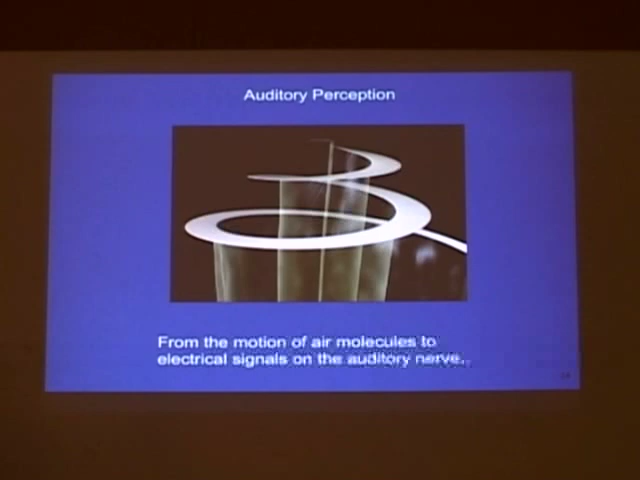 Auditory Perception
From the motion of air molecules to
electrical signals on the auditory nerve.